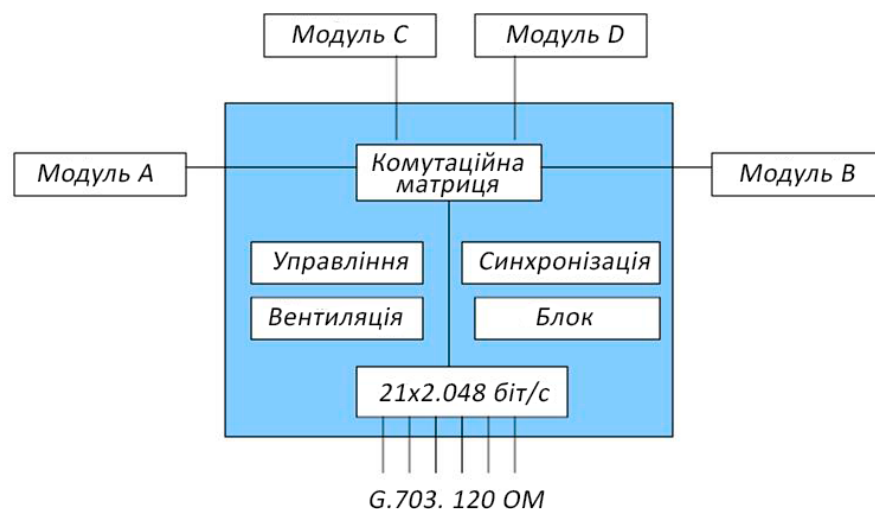 Модуль C
Модуль D
Модуль A
Комутаційна
матриця
Модуль B
Управління
Синхронізація
Вентиляція
Блок
21x2.048 біт/с
G.703. 120 ОМ